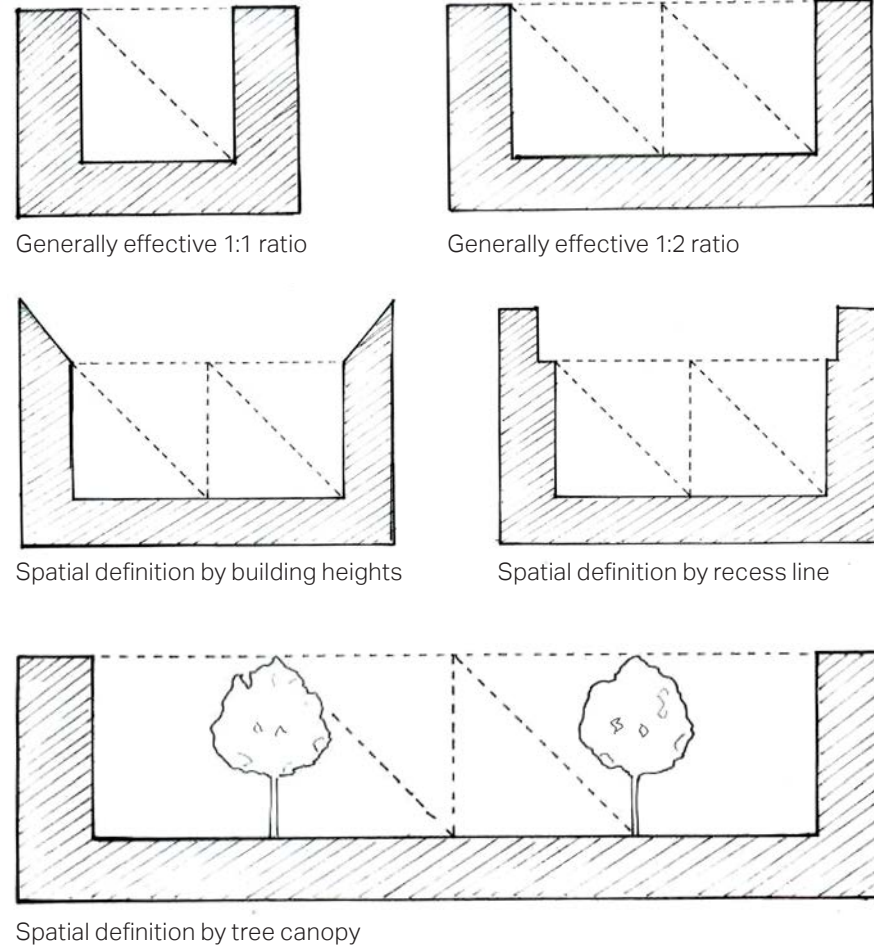 Generally effective 1:1 ratio
Generally effective 1:2 ratio
Spatial definition by building heights
Spatial definition by recess line
Spatial definition by tree canopy